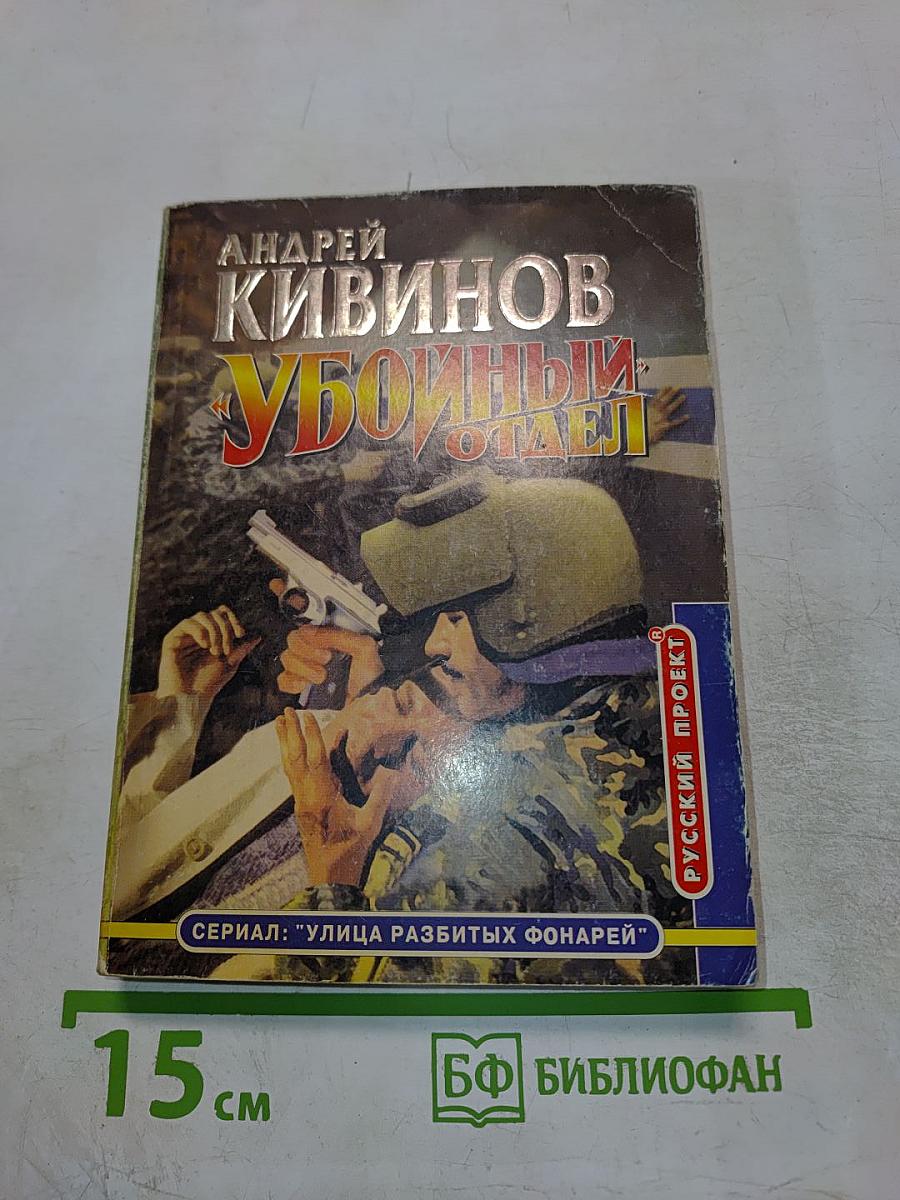 АНДРЕЙ
КИВИНОВ
«УБОЙНЫЙ»
ОТДЕЛ
РУССКИЙ ПРОЕКТ ®
СЕРИАЛ: "УЛИЦА РАЗБИТЫХ ФОНАРЕЙ"
15 см
БФ БИБЛИОФАН